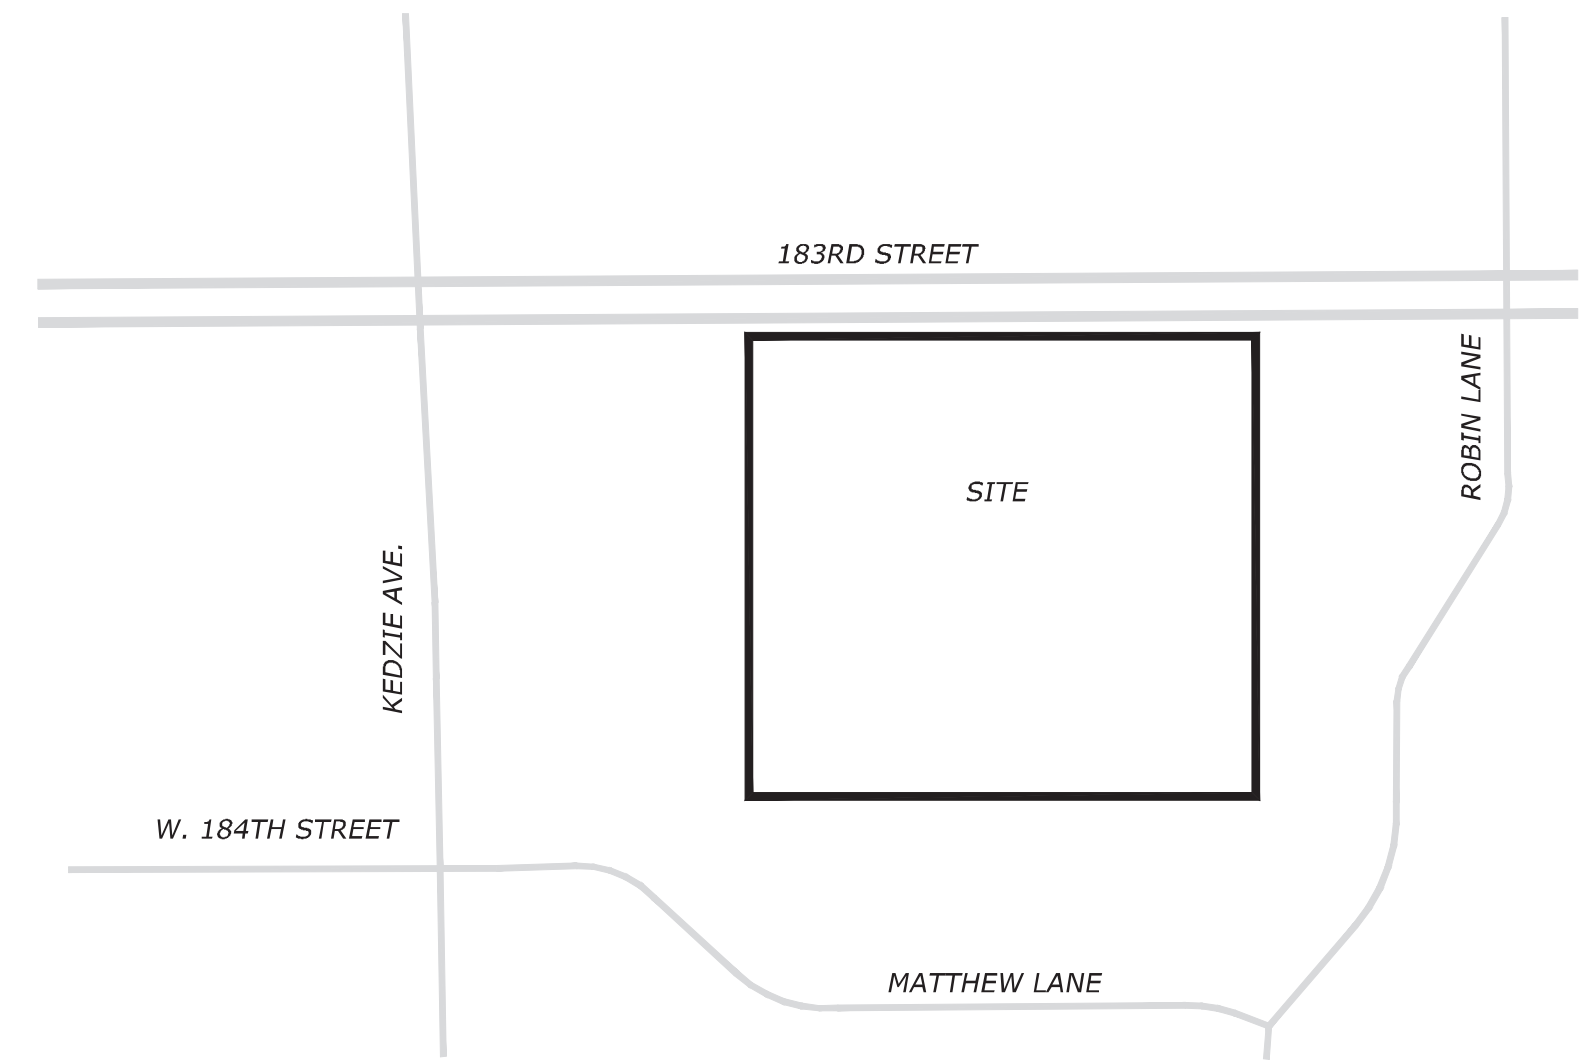 183RD STREET
ROBIN LANE
SITE
KEDZIE AVE.
W. 184TH STREET
MATTHEW LANE